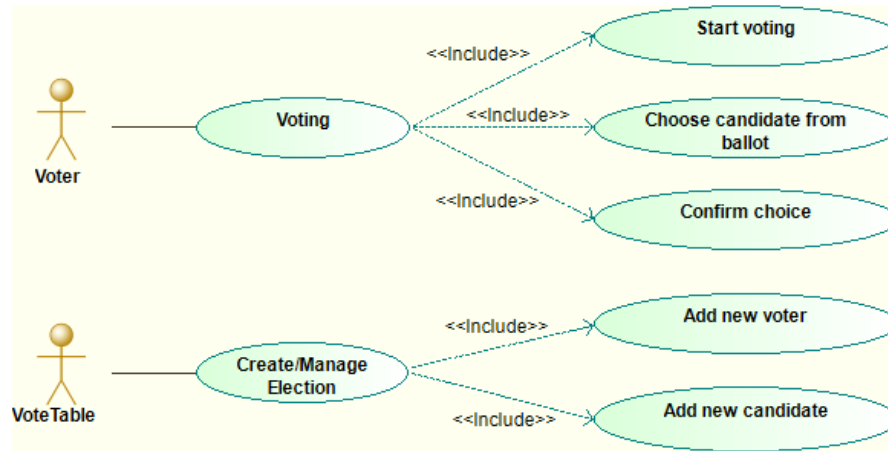 Start voting
<<Include>>
Voting
<<Include>>
Choose candidate from
ballot
Voter
<<Include>>
Confirm choice
Add new voter
<<Include>>
Create/Manage
Election
VoteTable
<<Include>>
Add new candidate